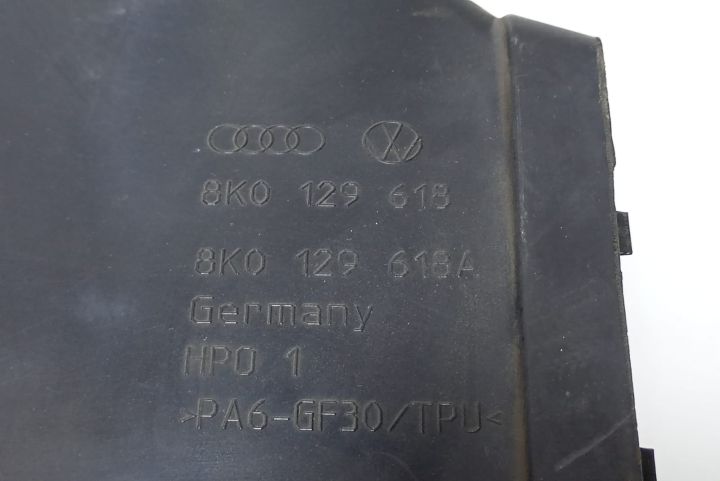 8K0 129 618
8K0 129 618A
Germany
HPO 1
>PA6-GF30/TPU<